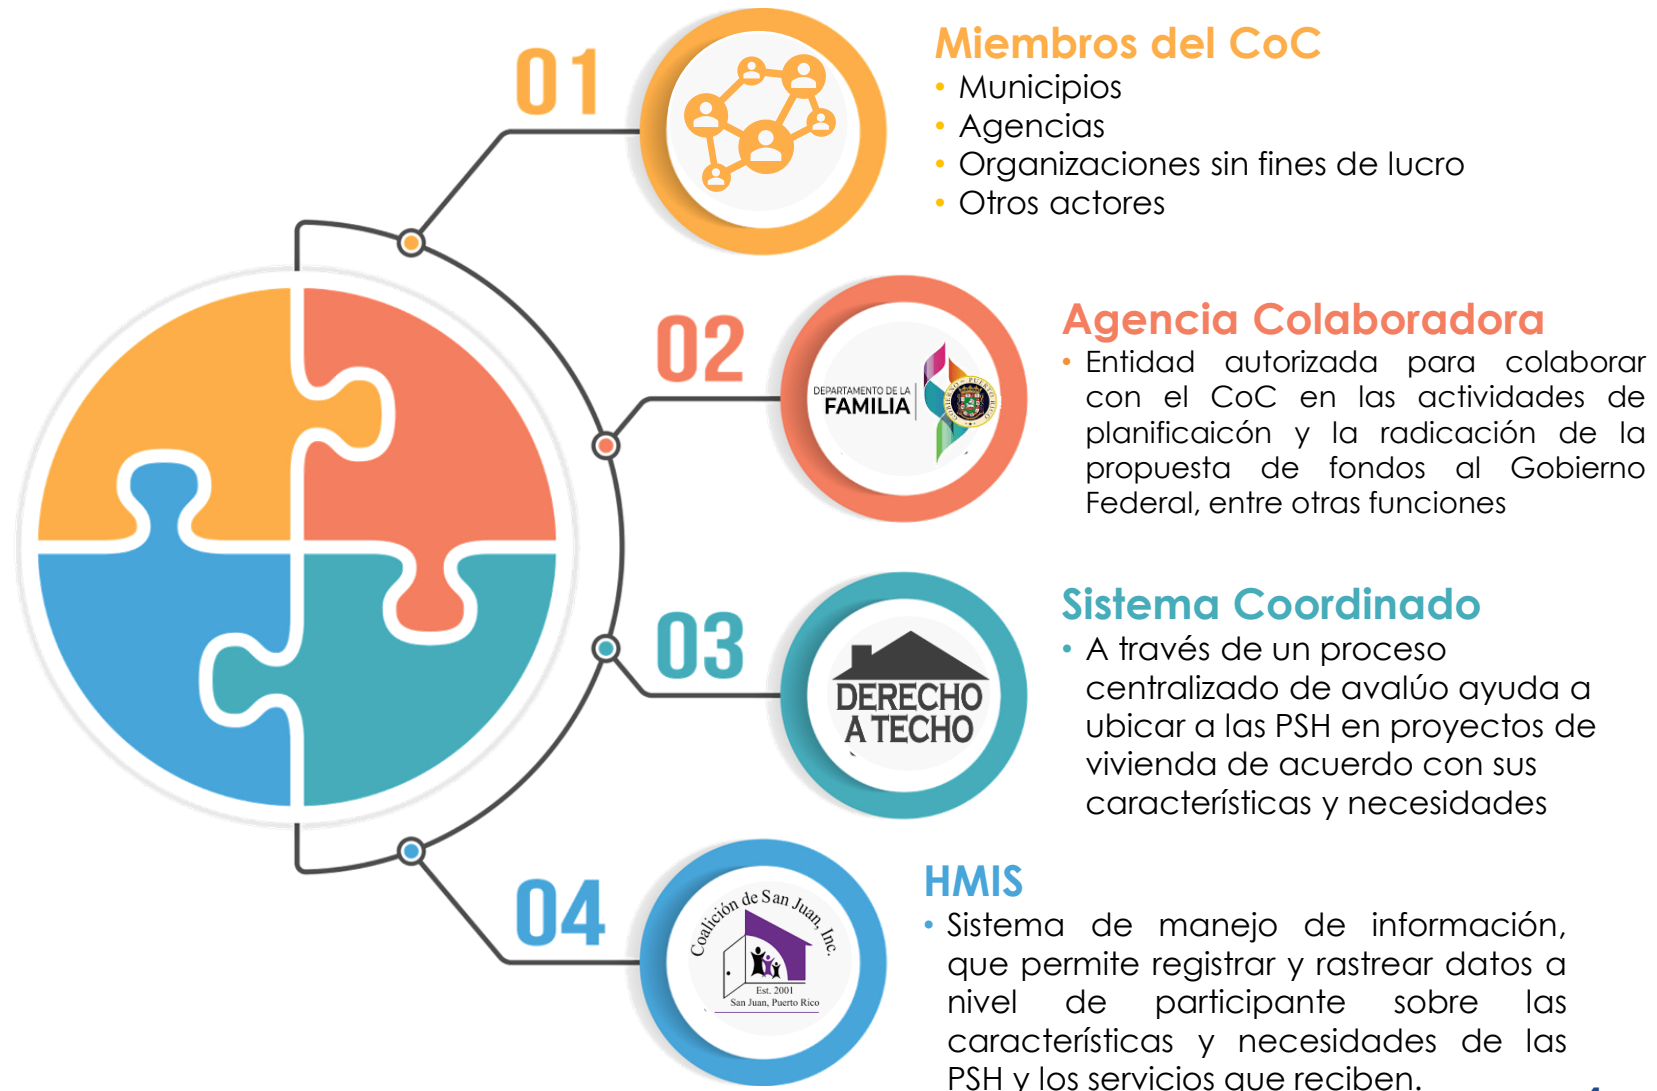 01
Miembros del CoC
• Municipios
• Agencias
• Organizaciones sin fines de lucro
• Otros actores
02
DEPARTAMENTO DE LA
FAMILIA
GOBIERNO DE PUERTO RICO
Agencia Colaboradora
• Entidad autorizada para colaborar
con el CoC en las actividades de
planificaicón y la radicación de la
propuesta de fondos al Gobierno
Federal, entre otras funciones
03
DERECHO
A TECHO
Sistema Coordinado
• A través de un proceso
centralizado de avalúo ayuda a
ubicar a las PSH en proyectos de
vivienda de acuerdo con sus
características y necesidades
04
Coalición de San Juan, Inc.
Est. 2001
San Juan, Puerto Rico
HMIS
• Sistema de manejo de información,
que permite registrar y rastrear datos a
nivel de participante sobre las
características y necesidades de las
PSH y los servicios que reciben.